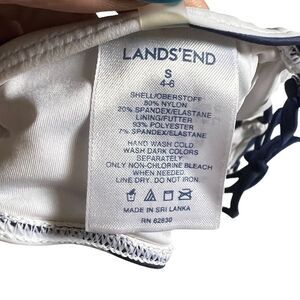 LANDS'END
S
4-6
SHELL/OBERSTOFF
80% NYLON
20% SPANDEX/ELASTANE
LINING/FUTTER
93% POLYESTER
7% SPANDEX/ELASTANE
HAND WASH COLD
WASH DARK COLORS
SEPARATELY
ONLY NON-CHLORINE BLEACH
WHEN NEEDED.
LINE DRY. DO NOT IRON.
MADE IN SRI LANKA
RN 62830